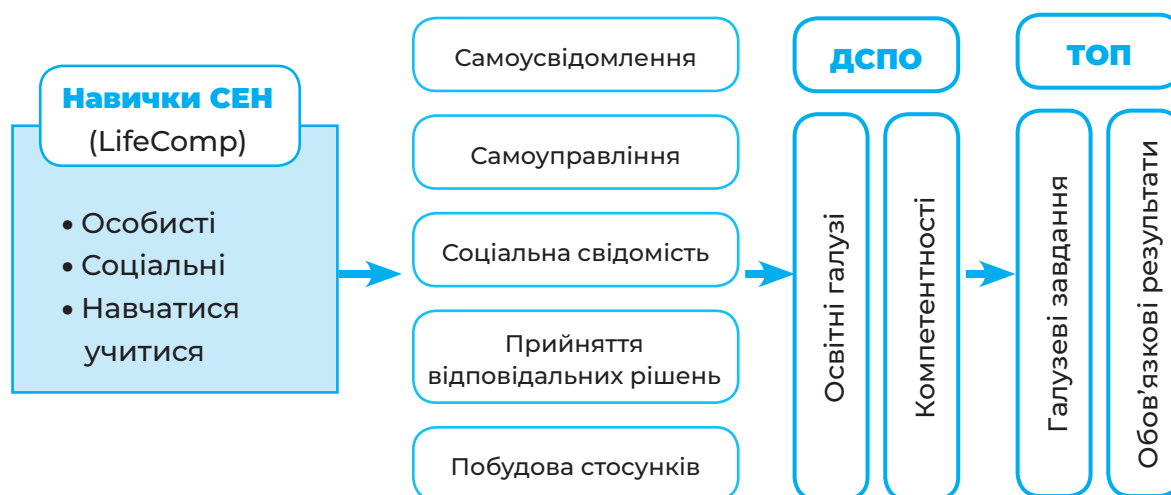 Навички СЕН
(LifeComp)
• Особисті
• Соціальні
• Навчатися
учитися
Самоусвідомлення
Самоуправління
Соціальна свідомість
Прийняття
відповідальних рішень
Побудова стосунків
ДСПО
Освітні галузі
Компетентності
ТОП
Галузеві завдання
Обов’язкові результати